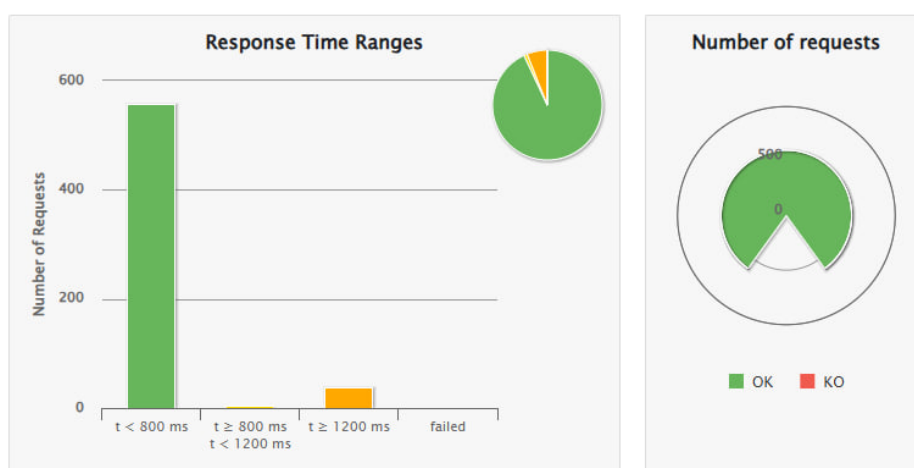 Response Time Ranges
Number of Requests
600
400
200
0
t < 800 ms
t ≥ 800 ms
t < 1200 ms
t ≥ 1200 ms
failed
Number of requests
500
0
OK
KO